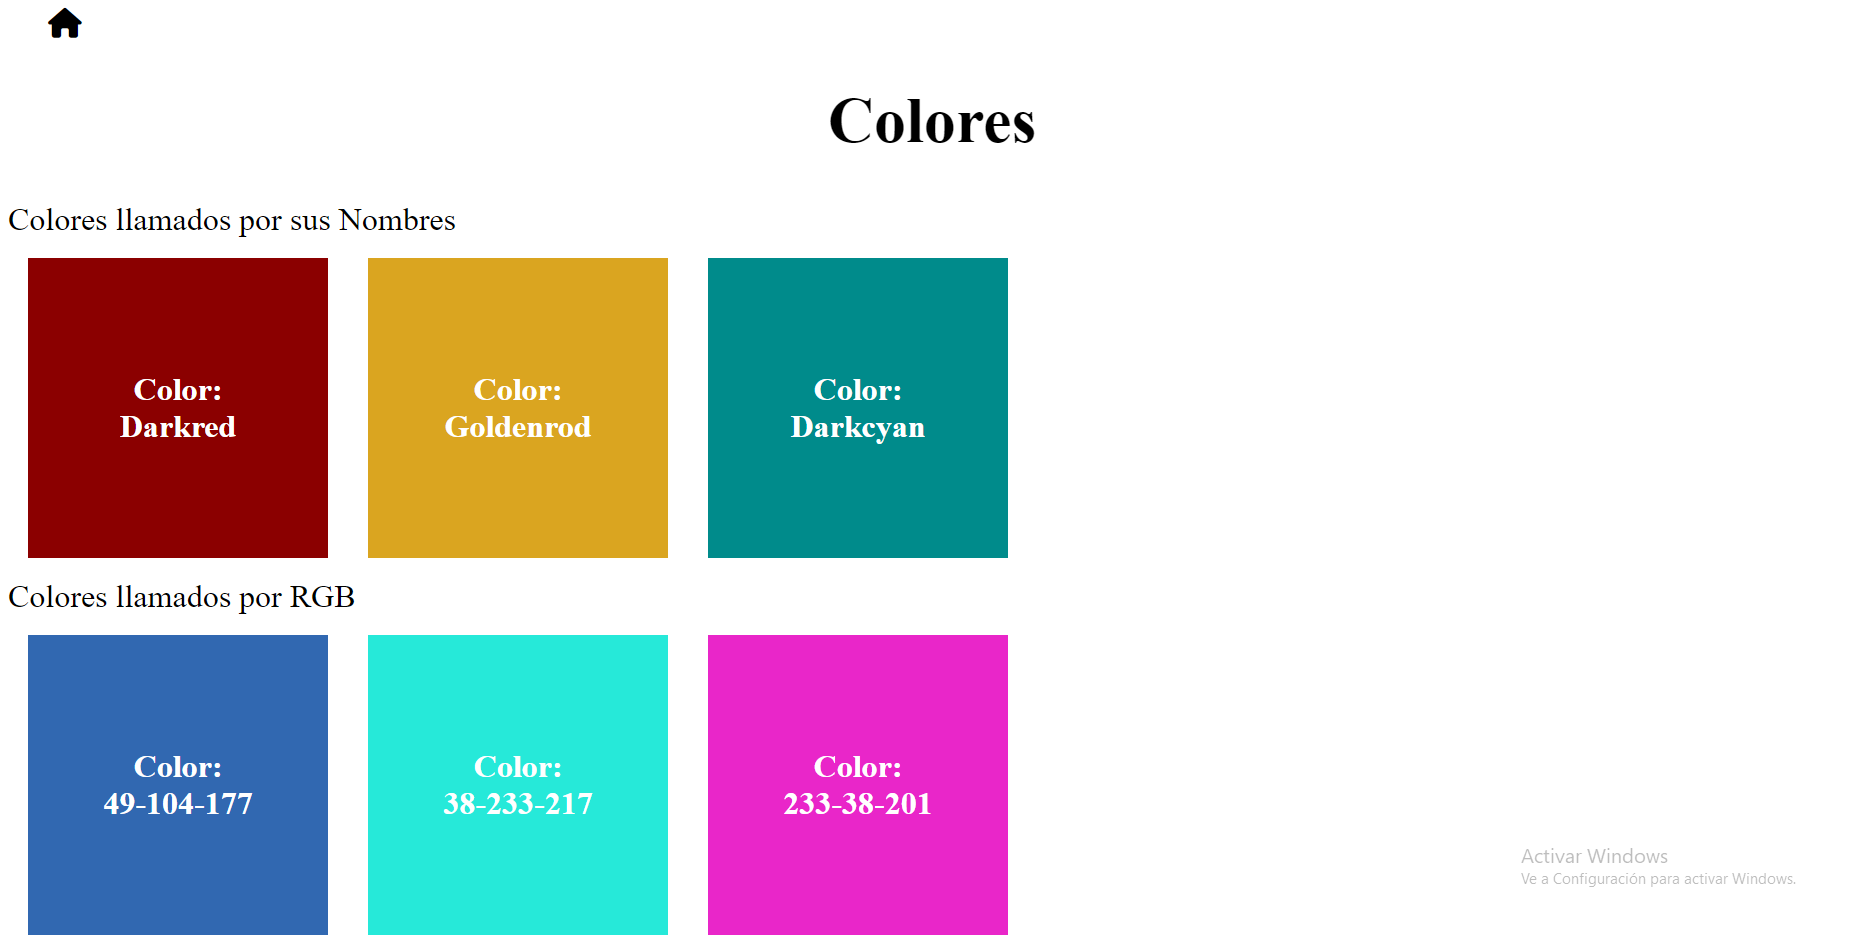 Colores
Colores llamados por sus Nombres
Color:
Darkred
Color:
Goldenrod
Color:
Darkcyan
Colores llamados por RGB
Color:
49-104-177
Color:
38-233-217
Color:
233-38-201
Activar Windows
Ve a Configuración para activar Windows.